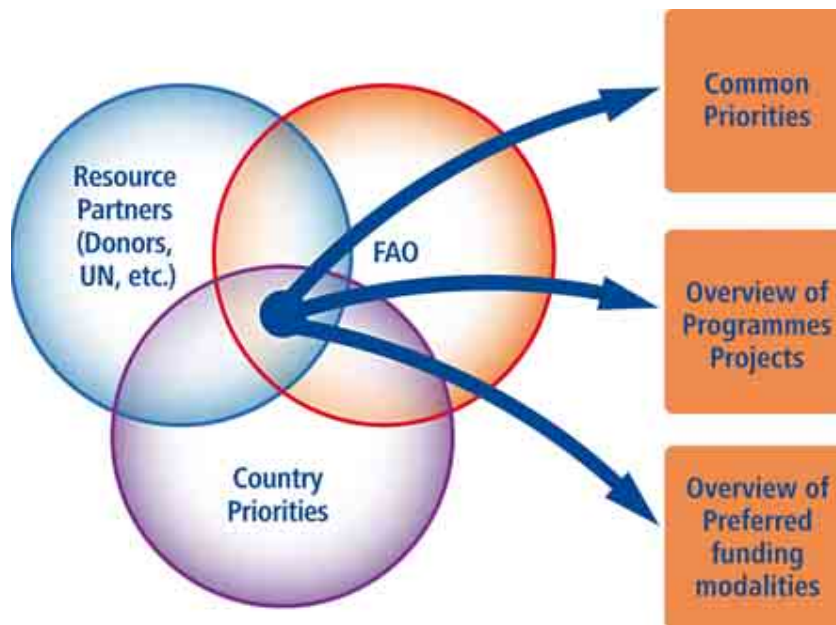 Resource
Partners
(Donors,
UN, etc.)
FAO
Country
Priorities
Common
Priorities
Overview of
Programmes
Projects
Overview of
Preferred
funding
modalities